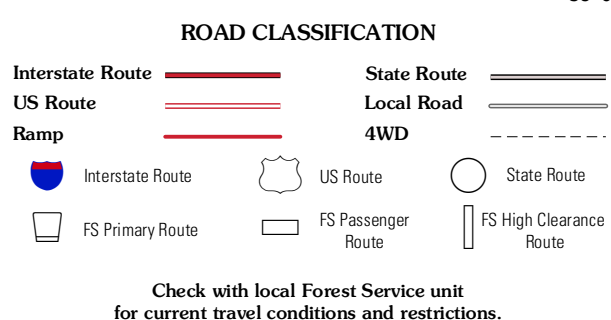 ROAD CLASSIFICATION
Interstate Route
State Route
US Route
Local Road
Ramp
4WD
Interstate Route
US Route
State Route
FS Primary Route
FS Passenger
Route
FS High Clearance
Route
Check with local Forest Service unit
for current travel conditions and restrictions.